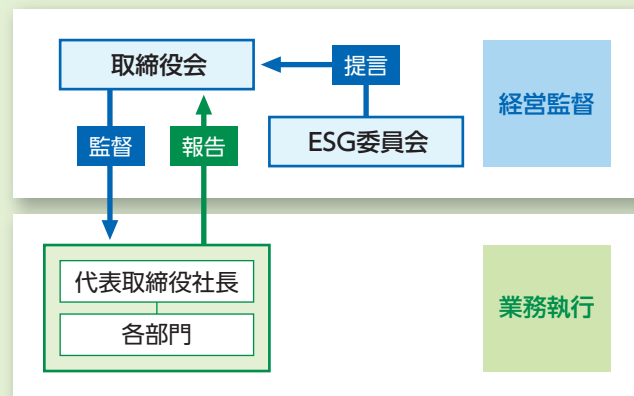 取締役会
提言
経営監督
監督
報告
ESG委員会
代表取締役社長
業務執行
各部門